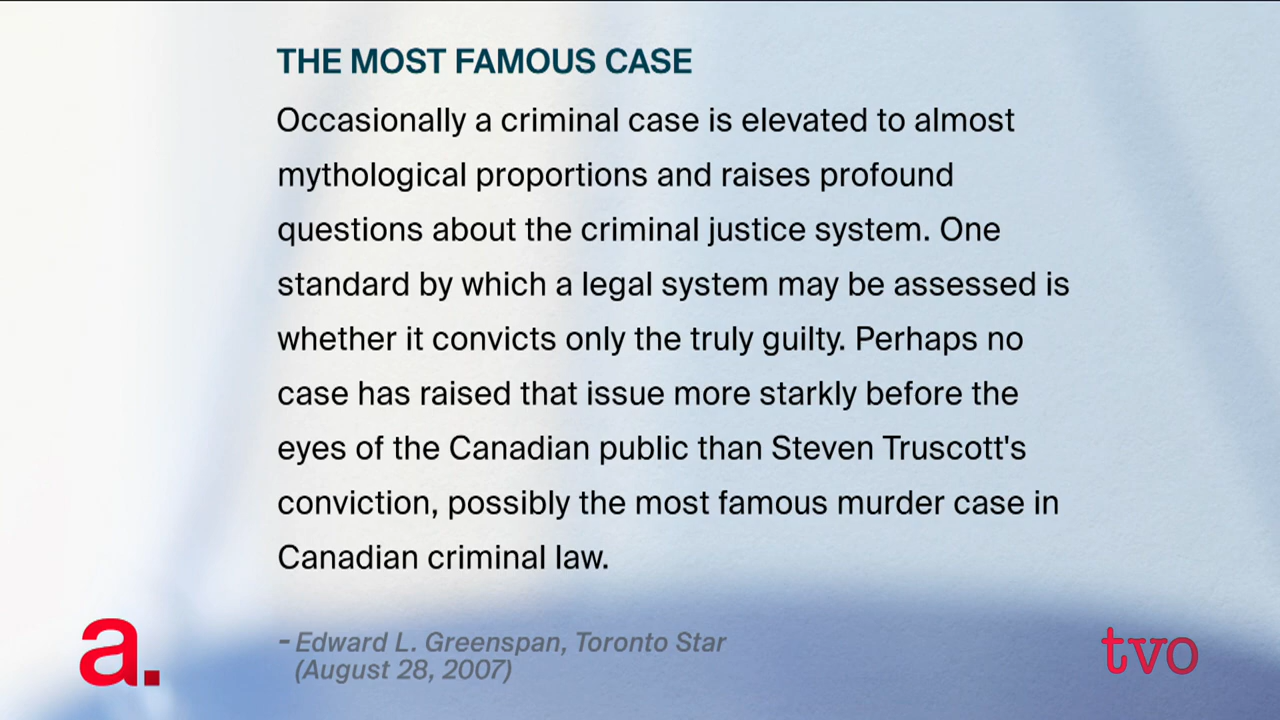 THE MOST FAMOUS CASE
Occasionally a criminal case is elevated to almost
mythological proportions and raises profound
questions about the criminal justice system. One
standard by which a legal system may be assessed is
whether it convicts only the truly guilty. Perhaps no
case has raised that issue more starkly before the
eyes of the Canadian public than Steven Truscott's
conviction, possibly the most famous murder case in
Canadian criminal law.
- Edward L. Greenspan, Toronto Star
(August 28, 2007)
a.
tvo